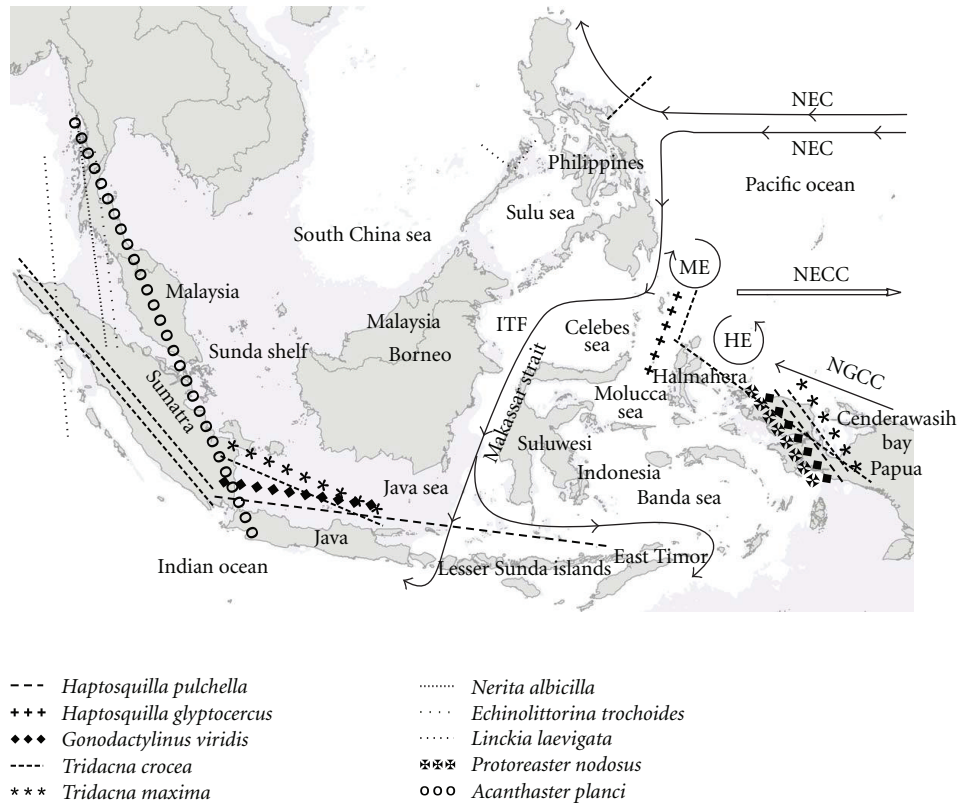 NEC
NEC
Philippines
Pacific ocean
Sulu sea
South China sea
ME
NECC
Malaysia
Malaysia
ITF
Celebes
sea
HE
Sunda shelf
Borneo
Makassar strait
Halmahera
NGCC
Molucca
sea
Sumatra
Cenderawasih
bay
Suluwesi
Papua
Indonesia
Java sea
Banda sea
Java
East Timor
Indian ocean
Lesser Sunda islands
Haptosquilla pulchella
Haptosquilla glyptocercus
Gonodactylinus viridis
Tridacna crocea
Tridacna maxima
Nerita albicilla
Echinolittorina trochoides
Linckia laevigata
Protoreaster nodosus
Acanthaster planci